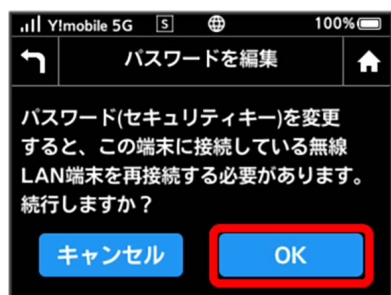 Y!mobile 5G S 100%
パスワードを編集
パスワード(セキュリティキー)を変更
すると、この端末に接続している無線
LAN端末を再接続する必要があります。
続行しますか？
キャンセル OK